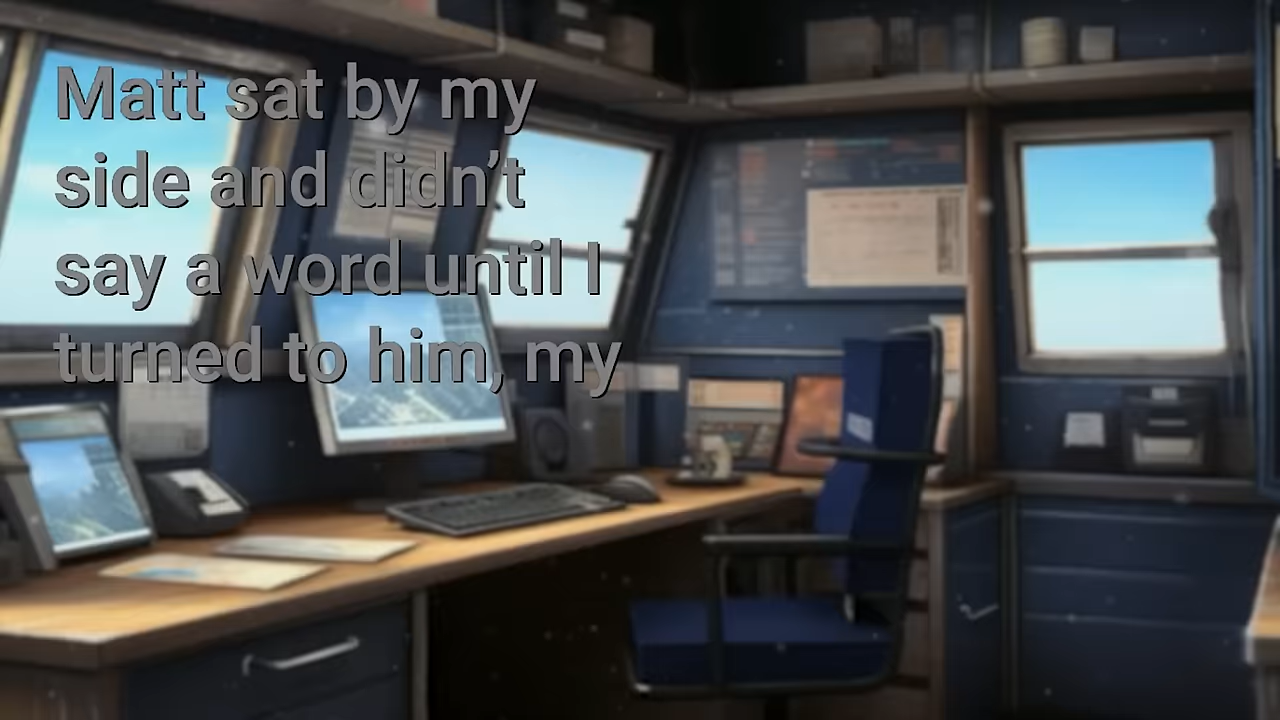 Matt sat by my
side and didn’t
say a word until I
turned to him, my